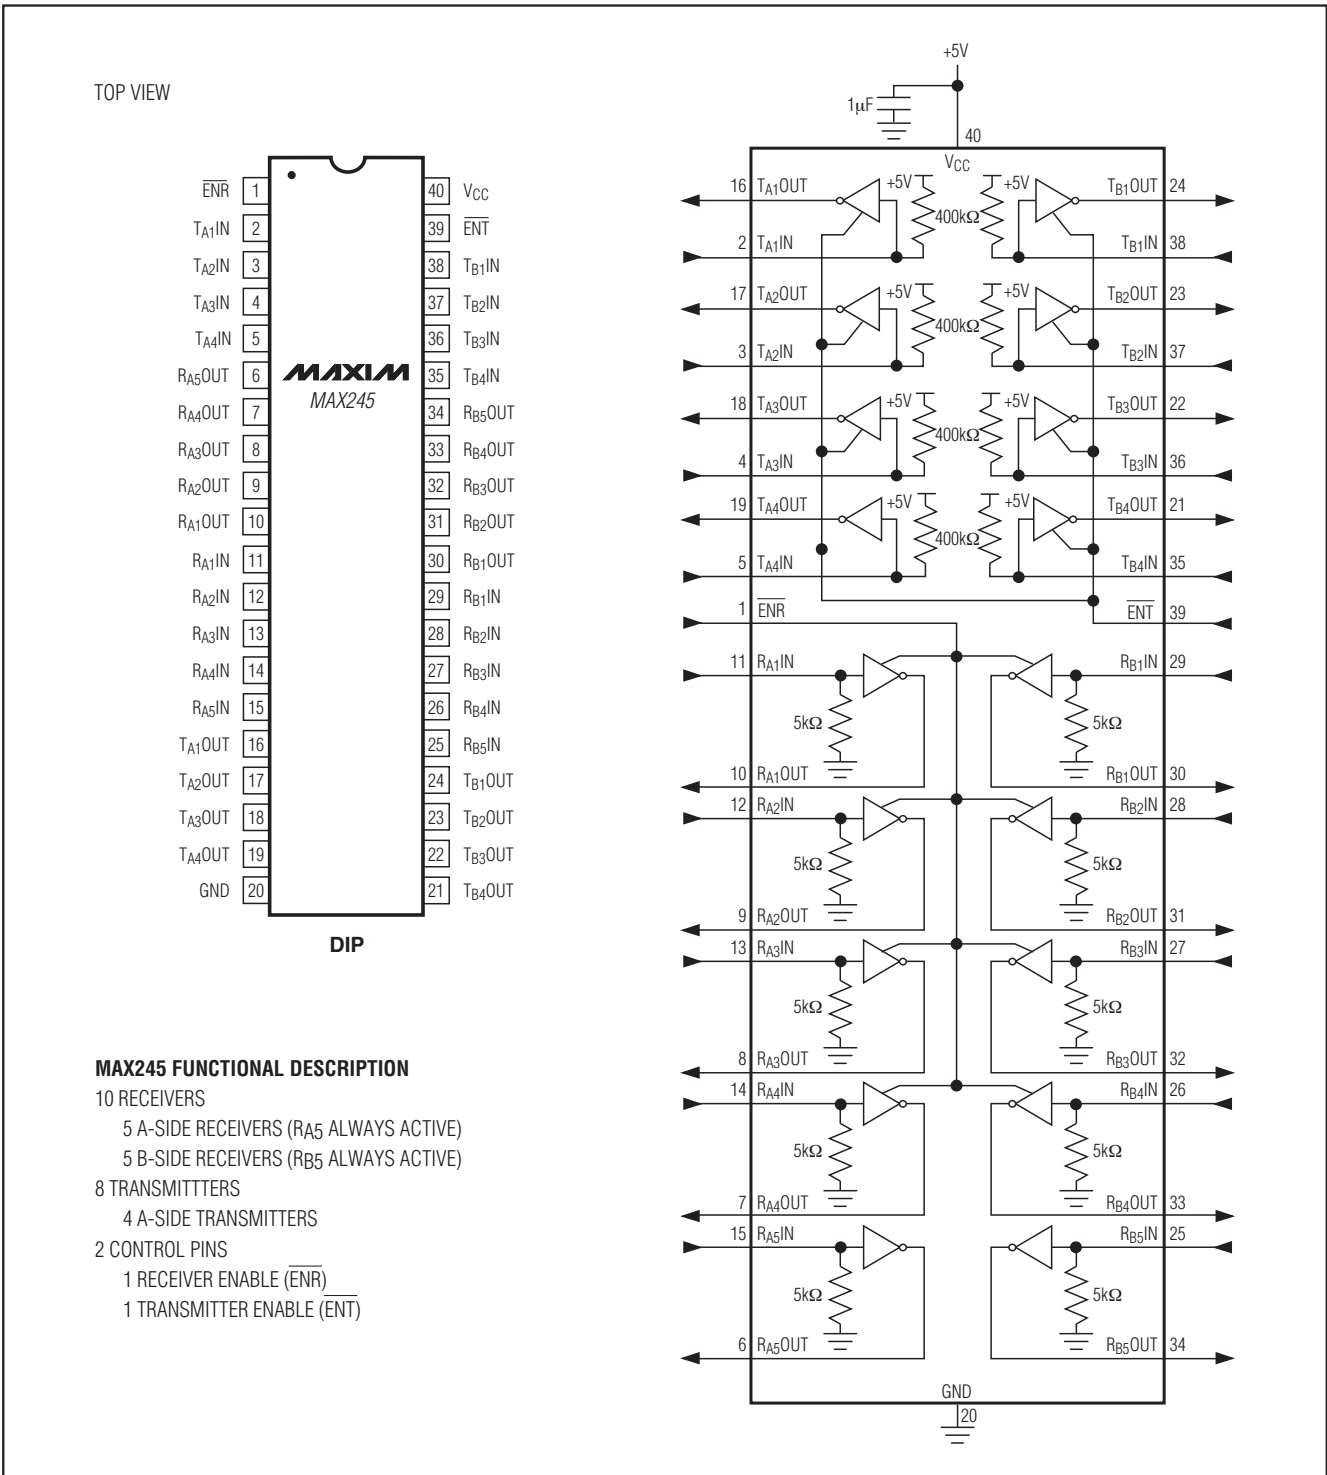 TOP VIEW
ENR 1
TA1IN 2
TA2IN 3
TA3IN 4
TA4IN 5
RA5OUT 6
RA4OUT 7
RA3OUT 8
RA2OUT 9
RA1OUT 10
RA1IN 11
RA2IN 12
RA3IN 13
RA4IN 14
RA5IN 15
TA1OUT 16
TA2OUT 17
TA3OUT 18
TA4OUT 19
GND 20
MAXIM
MAX245
40 VCC
39 ENT
38 TB1IN
37 TB2IN
36 TB3IN
35 TB4IN
34 RB5OUT
33 RB4OUT
32 RB3OUT
31 RB2OUT
30 RB1OUT
29 RB1IN
28 RB2IN
27 RB3IN
26 RB4IN
25 RB5IN
24 TB1OUT
23 TB2OUT
22 TB3OUT
21 TB4OUT
DIP
MAX245 FUNCTIONAL DESCRIPTION
10 RECEIVERS
5 A-SIDE RECEIVERS (RA5 ALWAYS ACTIVE)
5 B-SIDE RECEIVERS (RB5 ALWAYS ACTIVE)
8 TRANSMITTTERS
4 A-SIDE TRANSMITTERS
2 CONTROL PINS
1 RECEIVER ENABLE (ENR)
1 TRANSMITTER ENABLE (ENT)
+5V
1µF
40
VCC
16 TA1OUT +5V +5V TB1OUT 24
400kΩ
2 TA1IN TB1IN 38
17 TA2OUT +5V +5V TB2OUT 23
400kΩ
3 TA2IN TB2IN 37
18 TA3OUT +5V +5V TB3OUT 22
400kΩ
4 TA3IN TB3IN 36
19 TA4OUT +5V +5V TB4OUT 21
400kΩ
5 TA4IN TB4IN 35
1 ENR ENT 39
11 RA1IN RB1IN 29
5kΩ 5kΩ
10 RA1OUT RB1OUT 30
12 RA2IN RB2IN 28
5kΩ 5kΩ
9 RA2OUT RB2OUT 31
13 RA3IN RB3IN 27
5kΩ 5kΩ
8 RA3OUT RB3OUT 32
14 RA4IN RB4IN 26
5kΩ 5kΩ
7 RA4OUT RB4OUT 33
15 RA5IN RB5IN 25
5kΩ 5kΩ
6 RA5OUT RB5OUT 34
GND
20